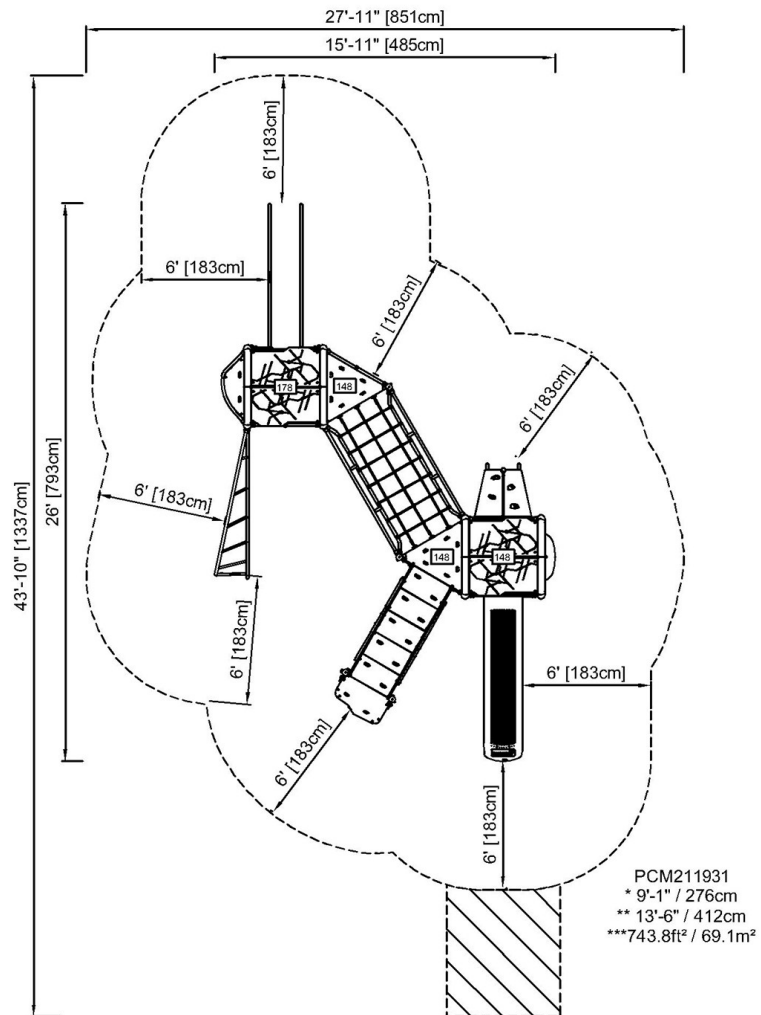 27'-11" [851cm]
15'-11" [485cm]
6' [183cm]
6' [183cm]
6' [183cm]
6' [183cm]
178
148
26' [793cm]
43'-10" [1337cm]
6' [183cm]
148
148
6' [183cm]
6' [183cm]
6' [183cm]
6' [183cm]
PCM211931
* 9'-1" / 276cm
** 13'-6" / 412cm
***743.8ft² / 69.1m²